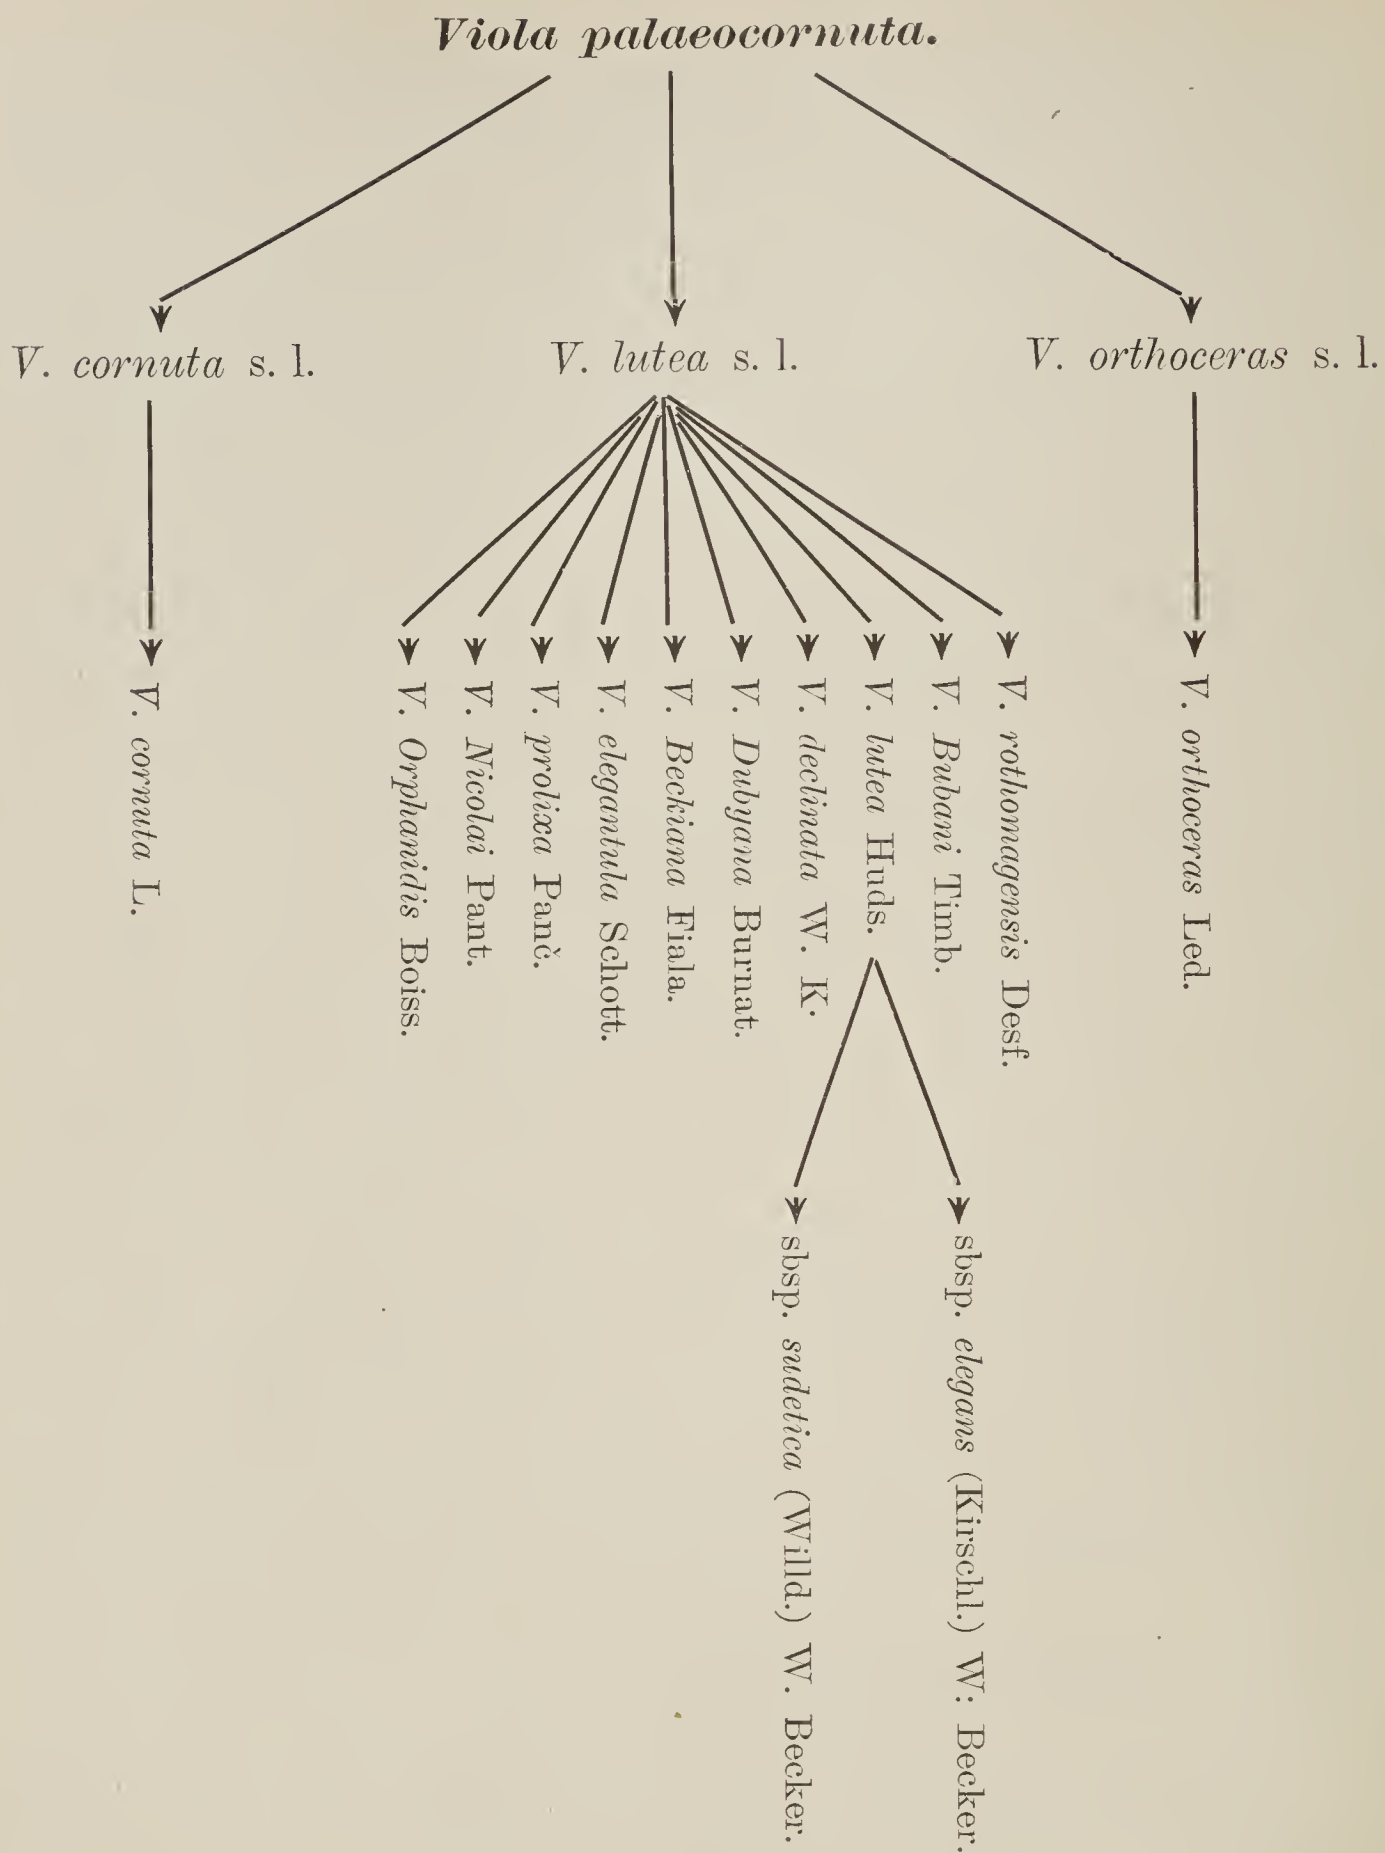 Viola palaeocornuta.
V. cornuta s. l.
V. lutea s. l.
V. orthoceras s. l.
V. cornuta L.
V. Orphanidis Boiss.
V. Nicolai Pant.
V. prolixa Panč.
V. elegantula Schott.
V. Beckiana Fiala.
V. Dubyana Burnat.
V. declinata W. K.
V. lutea Huds.
V. Bubani Timb.
V. rothomagensis Desf.
V. orthoceras Led.
sbsp. sudetica (Willd.) W. Becker.
sbsp. elegans (Kirschl.) W: Becker.